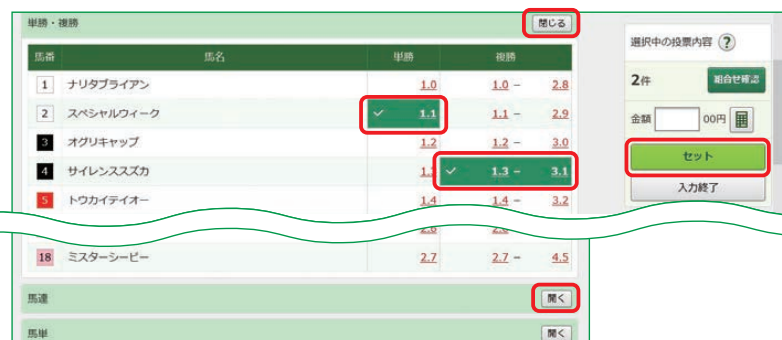 単勝・複勝 閉じる
馬番 馬名 単勝 複勝
1 ナリタブライアン 1.0 1.0 - 2.8
2 スペシャルウィーク ✓ 1.1 1.1 - 2.9
3 オグリキャップ 1.2 1.2 - 3.0
4 サイレンススズカ ✓ 1.3 - 3.1
5 トウカイテイオー 1.4 1.4 - 3.2
18 ミスターシービー 2.7 2.7 - 4.5
馬連 開く
馬単 開く
選択中の投票内容 ?
2件 組合せ確認
金額 00円
セット
入力終了